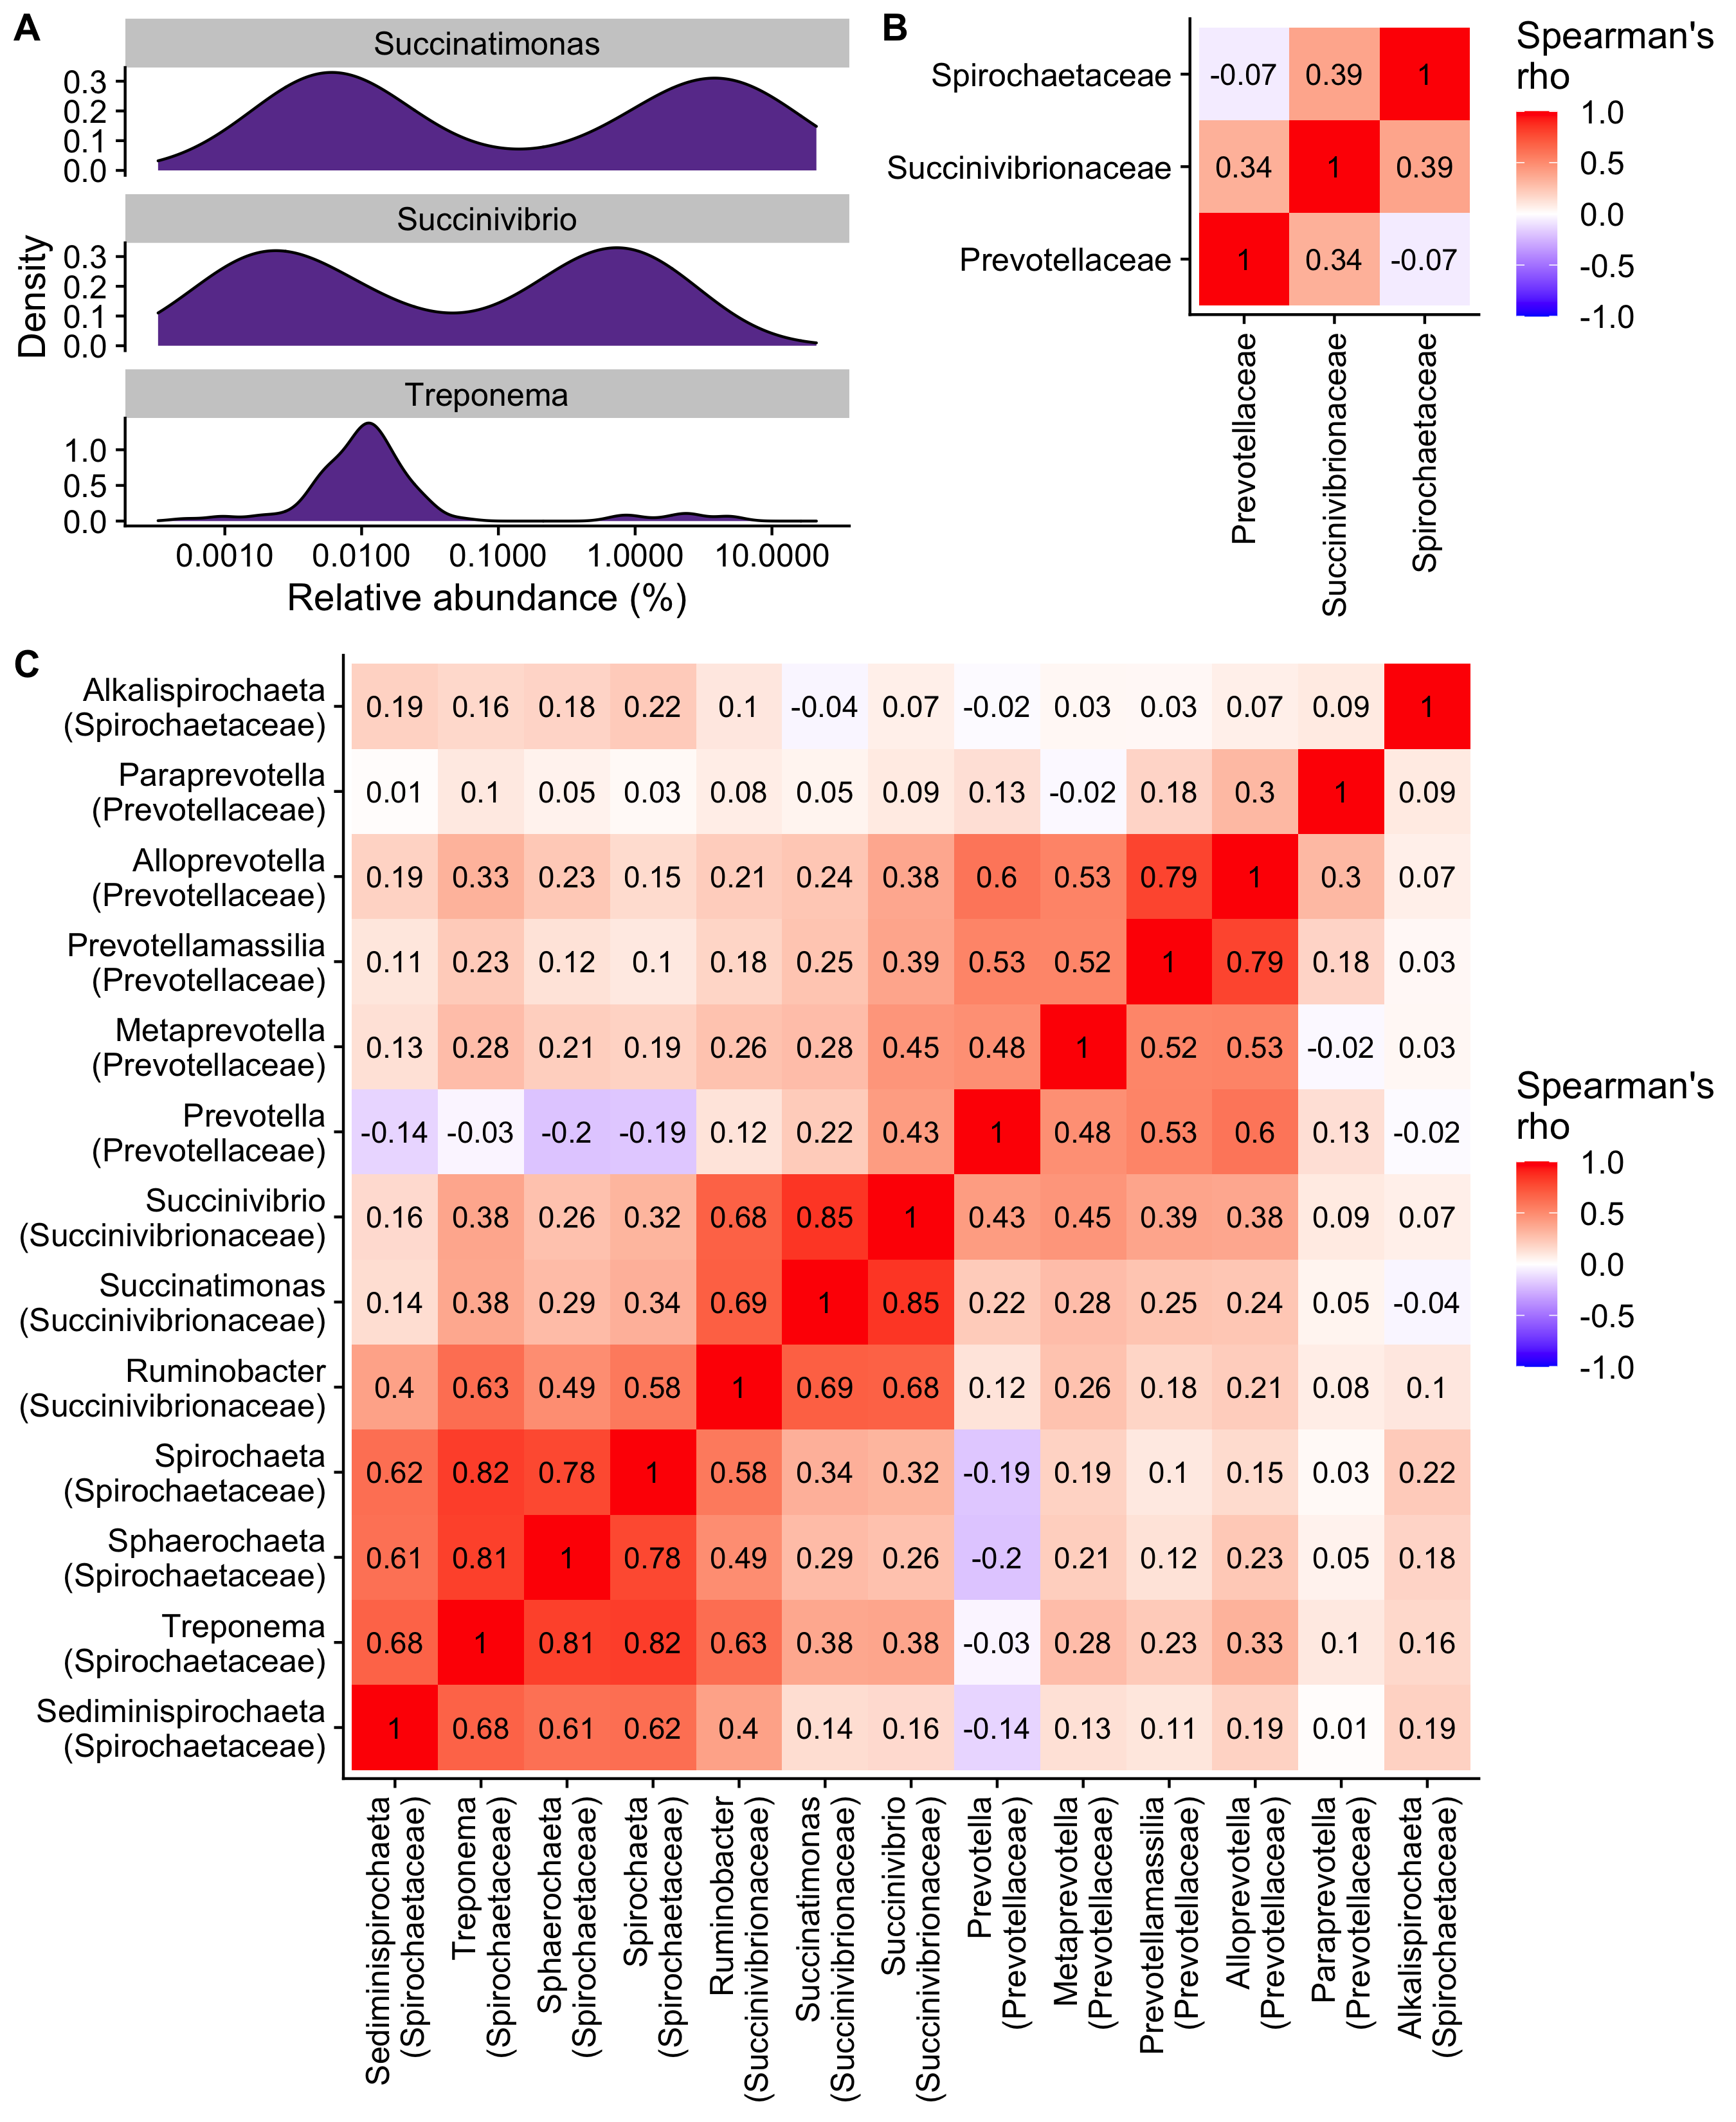 A
Succinatimonas
0.3
0.2
0.1
0.0
Succinivibrio
0.3
0.2
0.1
0.0
Treponema
1.0
0.5
0.0
Density
0.0010 0.0100 0.1000 1.0000 10.0000
Relative abundance (%)
B
Spirochaetaceae -0.07 0.39 1
Succinivibrionaceae 0.34 1 0.39
Prevotellaceae 1 0.34 -0.07
Prevotellaceae
Succinivibrionaceae
Spirochaetaceae
Spearman's
rho
1.0
0.5
0.0
-0.5
-1.0
C
Alkalispirochaeta
(Spirochaetaceae)
0.19 0.16 0.18 0.22 0.1 -0.04 0.07 -0.02 0.03 0.03 0.07 0.09 1
Paraprevotella
(Prevotellaceae)
0.01 0.1 0.05 0.03 0.08 0.05 0.09 0.13 -0.02 0.18 0.3 1 0.09
Alloprevotella
(Prevotellaceae)
0.19 0.33 0.23 0.15 0.21 0.24 0.38 0.6 0.53 0.79 1 0.3 0.07
Prevotellamassilia
(Prevotellaceae)
0.11 0.23 0.12 0.1 0.18 0.25 0.39 0.53 0.52 1 0.79 0.18 0.03
Metaprevotella
(Prevotellaceae)
0.13 0.28 0.21 0.19 0.26 0.28 0.45 0.48 1 0.52 0.53 -0.02 0.03
Prevotella
(Prevotellaceae)
-0.14 -0.03 -0.2 -0.19 0.12 0.22 0.43 1 0.48 0.53 0.6 0.13 -0.02
Succinivibrio
(Succinivibrionaceae)
0.16 0.38 0.26 0.32 0.68 0.85 1 0.43 0.45 0.39 0.38 0.09 0.07
Succinatimonas
(Succinivibrionaceae)
0.14 0.38 0.29 0.34 0.69 1 0.85 0.22 0.28 0.25 0.24 0.05 -0.04
Ruminobacter
(Succinivibrionaceae)
0.4 0.63 0.49 0.58 1 0.69 0.68 0.12 0.26 0.18 0.21 0.08 0.1
Spirochaeta
(Spirochaetaceae)
0.62 0.82 0.78 1 0.58 0.34 0.32 -0.19 0.19 0.1 0.15 0.03 0.22
Sphaerochaeta
(Spirochaetaceae)
0.61 0.81 1 0.78 0.49 0.29 0.26 -0.2 0.21 0.12 0.23 0.05 0.18
Treponema
(Spirochaetaceae)
0.68 1 0.81 0.82 0.63 0.38 0.38 -0.03 0.28 0.23 0.33 0.1 0.16
Sediminispirochaeta
(Spirochaetaceae)
1 0.68 0.61 0.62 0.4 0.14 0.16 -0.14 0.13 0.11 0.19 0.01 0.19
Sediminispirochaeta
(Spirochaetaceae)
Treponema
(Spirochaetaceae)
Sphaerochaeta
(Spirochaetaceae)
Spirochaeta
(Spirochaetaceae)
Ruminobacter
(Succinivibrionaceae)
Succinatimonas
(Succinivibrionaceae)
Succinivibrio
(Succinivibrionaceae)
Prevotella
(Prevotellaceae)
Metaprevotella
(Prevotellaceae)
Prevotellamassilia
(Prevotellaceae)
Alloprevotella
(Prevotellaceae)
Paraprevotella
(Prevotellaceae)
Alkalispirochaeta
(Spirochaetaceae)
Spearman's
rho
1.0
0.5
0.0
-0.5
-1.0